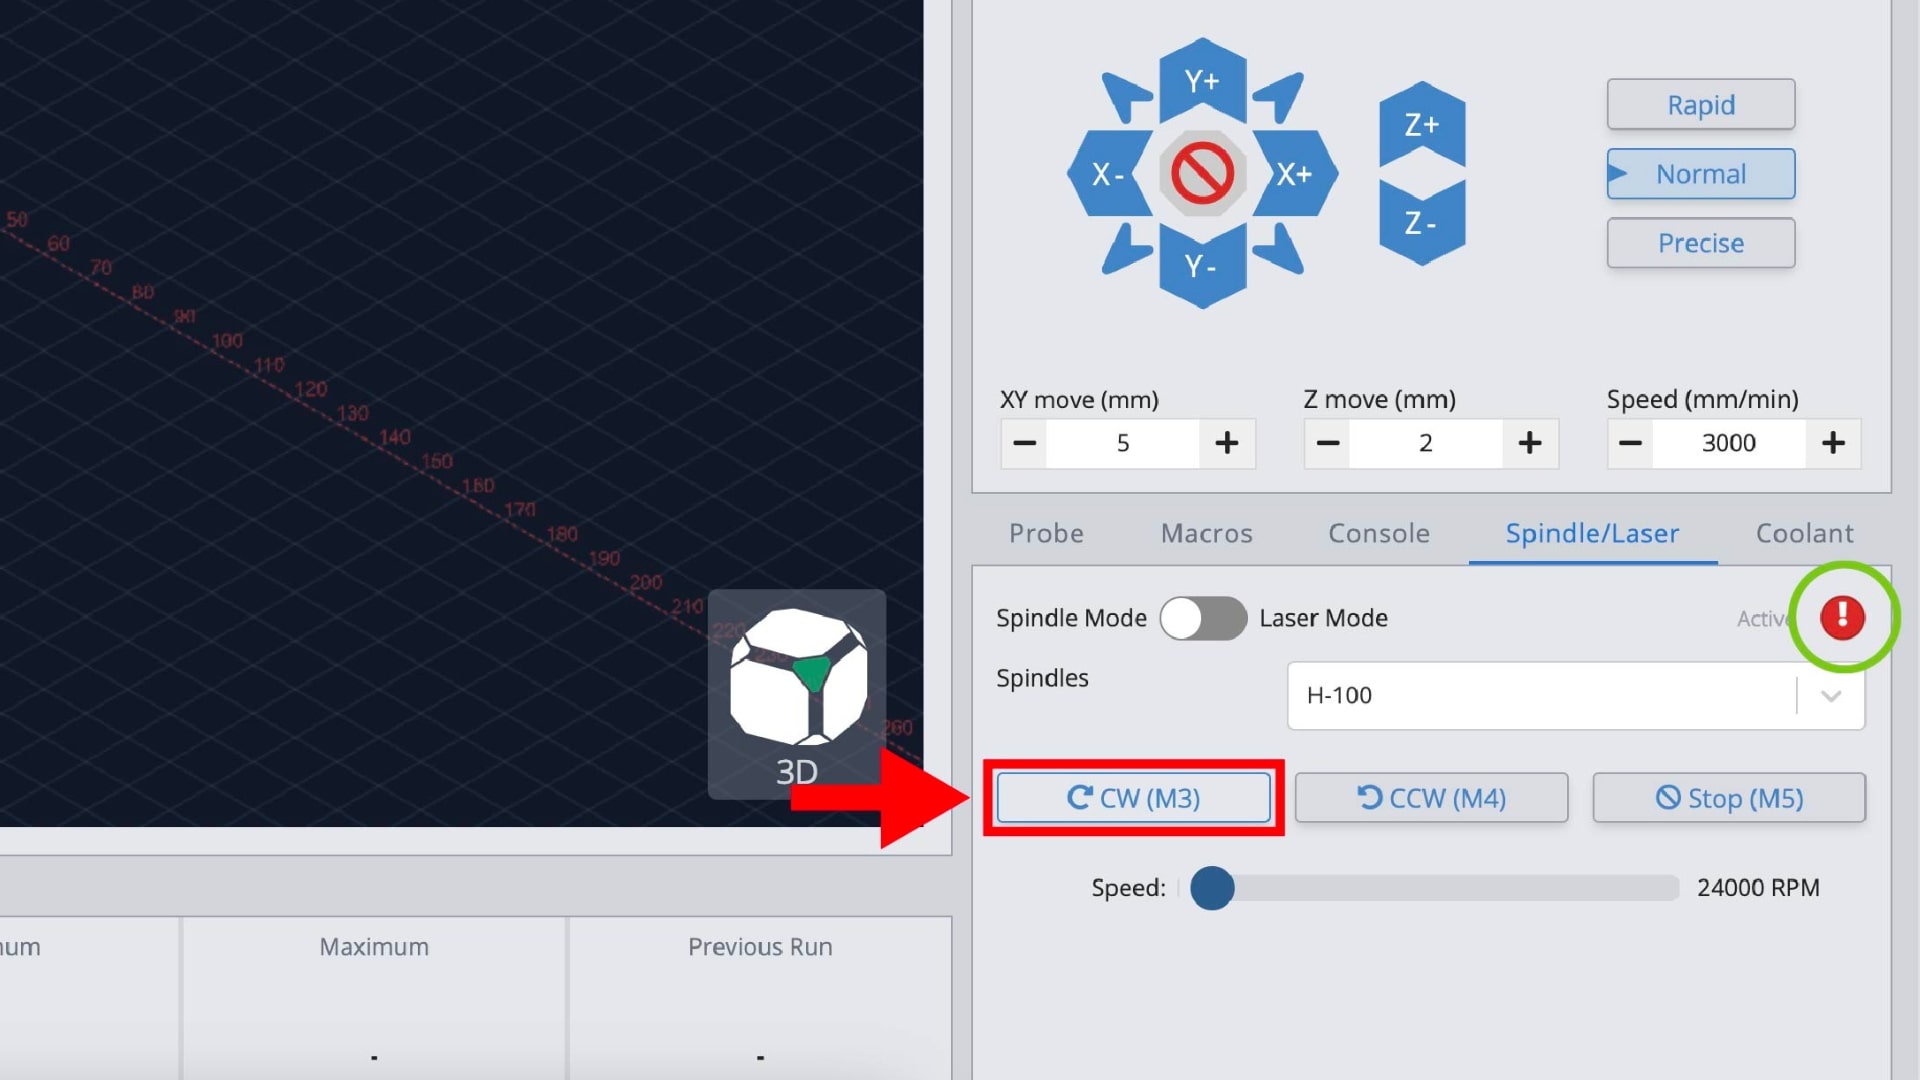 Y+
X-
X+
Y-
Z+
Z-
Rapid
Normal
Precise
XY move (mm)
Z move (mm)
Speed (mm/min)
5
2
3000
Probe
Macros
Console
Spindle/Laser
Coolant
Spindle Mode
Laser Mode
Spindles
H-100
CW (M3)
CCW (M4)
Stop (M5)
Speed:
24000 RPM
50
60
70
80
90
100
110
120
130
140
150
160
170
180
190
200
210
220
3D
Maximum
Previous Run
-
-